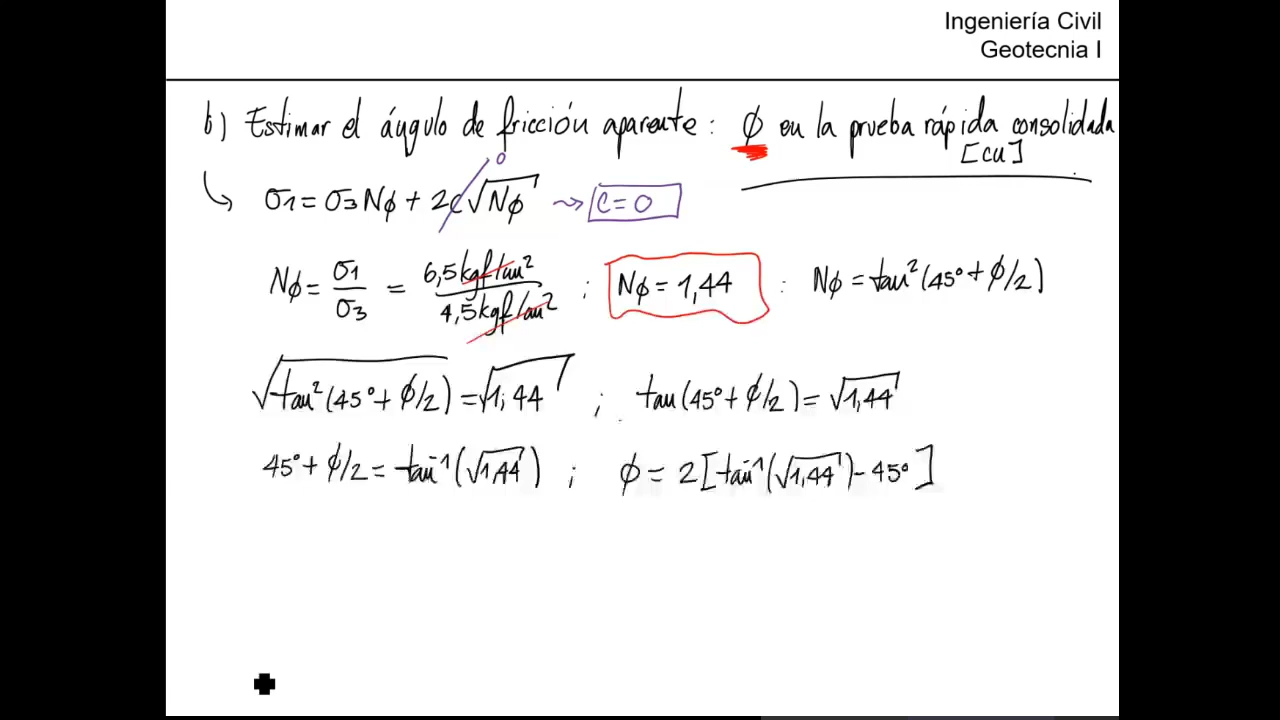 Ingeniería Civil
Geotecnia I
b) Estimar el ángulo de fricción aparente: ϕ en la prueba rápida consolidada
[CU]
σ1 = σ3 Nϕ + 2c√Nϕ ⇝ C = 0
0
Nϕ = σ1/σ3 = 6,5 kgf/cm² / 4,5 kgf/cm² ; Nϕ = 1,44 : Nϕ = tan²(45° + ϕ/2)
√tan²(45° + ϕ/2) = √1,44 ; tan(45° + ϕ/2) = √1,44
45° + ϕ/2 = tan⁻¹(√1,44) ; ϕ = 2[tan⁻¹(√1,44) - 45°]